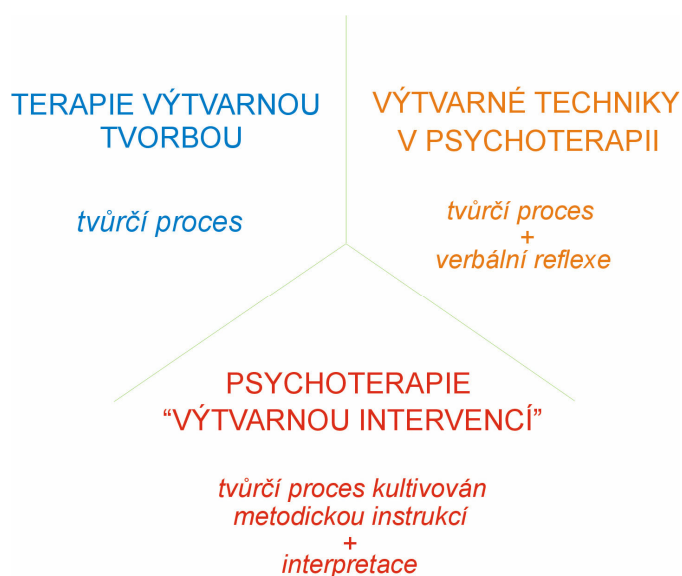 TERAPIE VÝTVARNOU
TVORBOU
tvůrčí proces
VÝTVARNÉ TECHNIKY
V PSYCHOTERAPII
tvůrčí proces
+
verbální reflexe
PSYCHOTERAPIE
“VÝTVARNOU INTERVENCÍ”
tvůrčí proces kultivován
metodickou instrukcí
+
interpretace